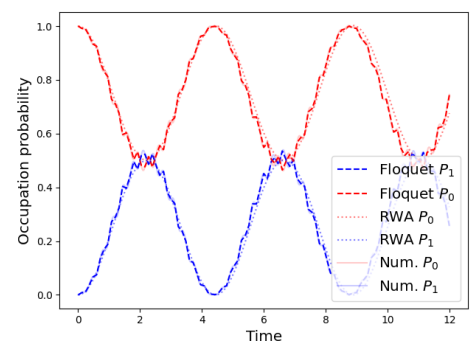 Occupation probability
1.0
0.8
0.6
0.4
0.2
0.0
0
2
4
6
8
10
12
Time
Floquet P₁
Floquet P₀
RWA P₀
RWA P₁
Num. P₀
Num. P₁